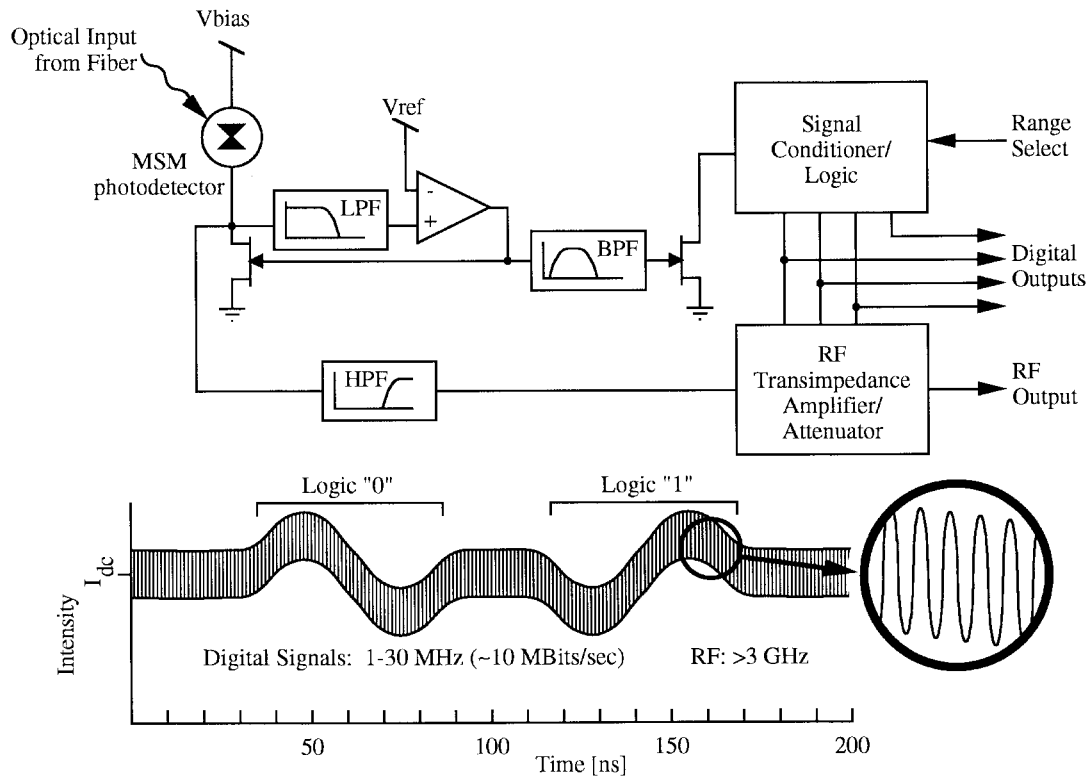 Vbias
Optical Input
from Fiber
Vref
MSM
photodetector
LPF
-
+
BPF
HPF
Signal
Conditioner/
Logic
Range
Select
Digital
Outputs
RF
Transimpedance
Amplifier/
Attenuator
RF
Output
Logic "0"
Logic "1"
Intensity
Idc
Digital Signals: 1-30 MHz (~10 MBits/sec)
RF: >3 GHz
50
100
150
200
Time [ns]